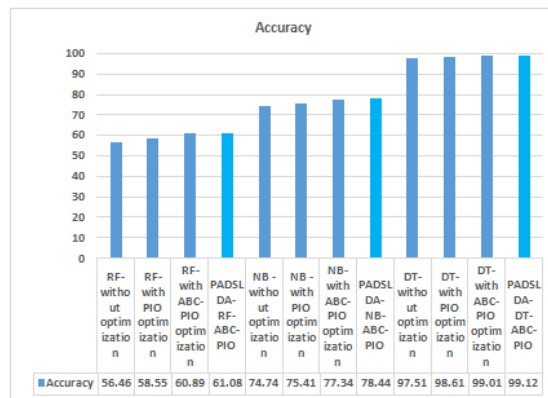 Accuracy
100
90
80
70
60
50
40
30
20
10
0
RF-
witho
ut
optim
izatio
n
RF-
with
PIO
optim
izatio
n
RF-
with
ABC-
PIO
optim
izatio
n
PADSL
DA-
RF-
ABC-
PIO
NB -
witho
ut
optim
izatio
n
NB -
with
PIO
optim
izatio
n
NB-
with
ABC-
PIO
optim
izatio
n
PADSL
DA-
NB-
ABC-
PIO
DT-
witho
ut
optim
izatio
n
DT-
with
PIO
optim
izatio
n
DT-
with
ABC-
PIO
optim
izatio
n
PADSL
DA-
DT-
ABC-
PIO
Accuracy 56.46 58.55 60.89 61.08 74.74 75.41 77.34 78.44 97.51 98.61 99.01 99.12